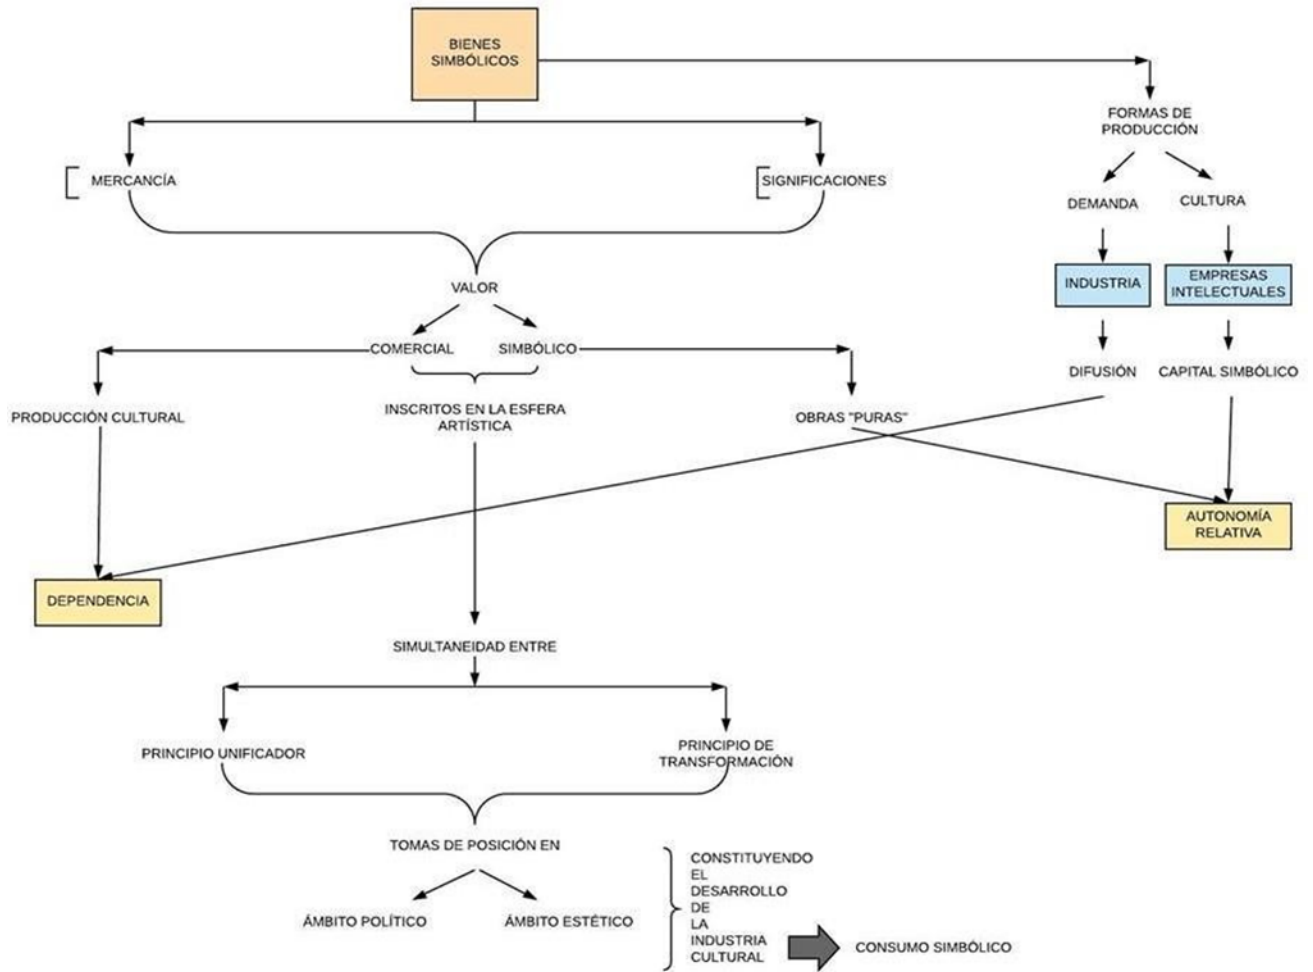 BIENES
SIMBÓLICOS
FORMAS DE
PRODUCCIÓN
MERCANCÍA
SIGNIFICACIONES
DEMANDA
CULTURA
INDUSTRIA
EMPRESAS
INTELECTUALES
VALOR
COMERCIAL
SIMBÓLICO
DIFUSIÓN
CAPITAL SIMBÓLICO
PRODUCCIÓN CULTURAL
INSCRITOS EN LA ESFERA
ARTÍSTICA
OBRAS "PURAS"
AUTONOMÍA
RELATIVA
DEPENDENCIA
SIMULTANEIDAD ENTRE
PRINCIPIO UNIFICADOR
PRINCIPIO DE
TRANSFORMACIÓN
TOMAS DE POSICIÓN EN
ÁMBITO POLÍTICO
ÁMBITO ESTÉTICO
CONSTITUYENDO
EL
DESARROLLO
DE
LA
INDUSTRIA
CULTURAL
CONSUMO SIMBÓLICO